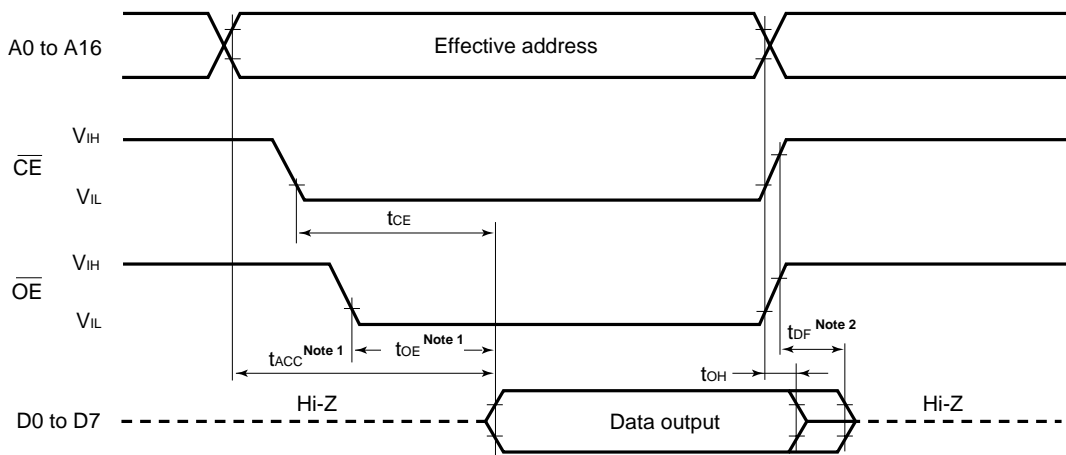 A0 to A16
Effective address
VIH
CE
VIL
tCE
VIH
OE
VIL
tACC Note 1
tOE Note 1
tDF Note 2
tOH
D0 to D7
Hi-Z
Data output
Hi-Z